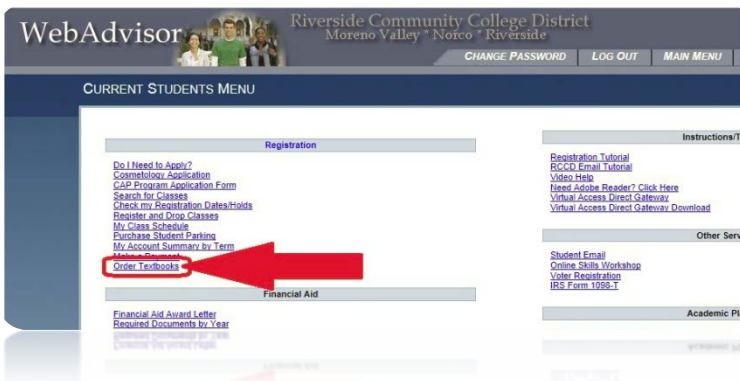 WebAdvisor
Riverside Community College District
Moreno Valley * Norco * Riverside
CHANGE PASSWORD LOG OUT MAIN MENU
CURRENT STUDENTS MENU
Registration
Do I Need to Apply?
Cosmetology Application
CAP Program Application Form
Search for Classes
Check my Registration Dates/Holds
Register and Drop Classes
My Class Schedule
Purchase Student Parking
My Account Summary by Term
Make a Payment
Order Textbooks
Financial Aid
Financial Aid Award Letter
Required Documents by Year
Instructions/T
Registration Tutorial
RCCD Email Tutorial
Video Help
Need Adobe Reader? Click Here
Virtual Access Direct Gateway
Virtual Access Direct Gateway Download
Other Serv
Student Email
Online Skills Workshop
Voter Registration
IRS Form 1098-T
Academic Pl